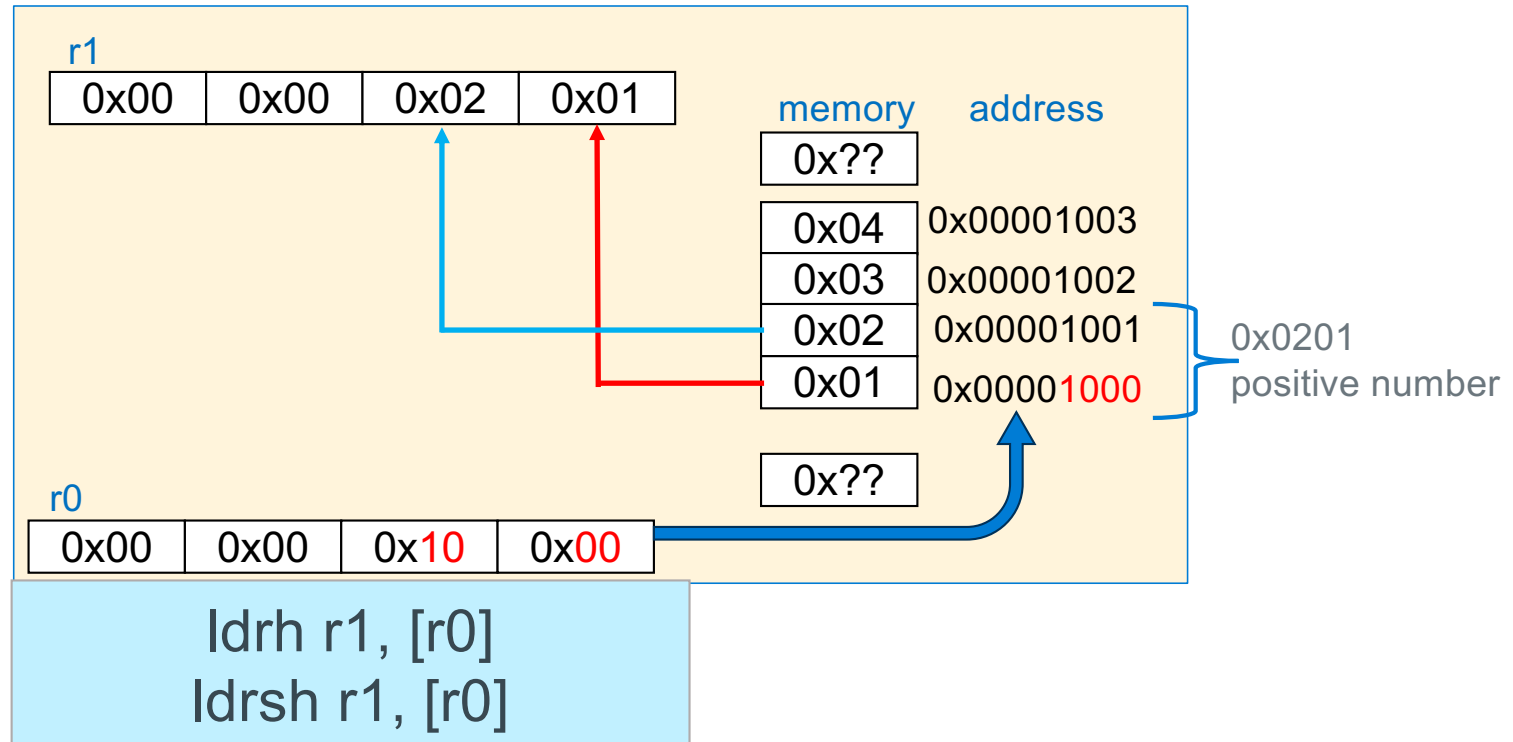 r1
0x00 0x00 0x02 0x01
memory address
0x??
0x04 0x00001003
0x03 0x00001002
0x02 0x00001001
0x01 0x00001000
0x0201
positive number
0x??
r0
0x00 0x00 0x10 0x00
ldrh r1, [r0]
ldrsh r1, [r0]